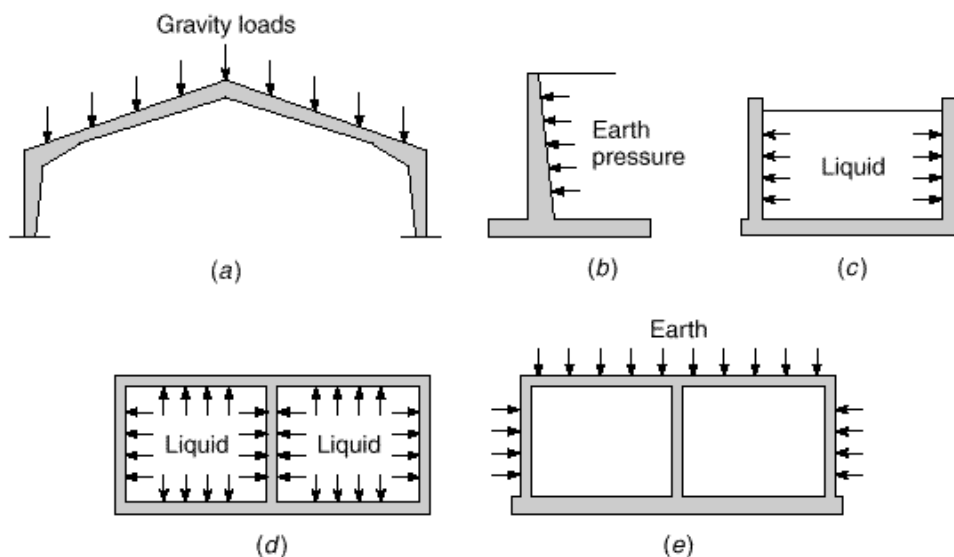 Gravity loads
Earth
pressure
Liquid
(a)
(b)
(c)
Earth
Liquid
Liquid
(d)
(e)